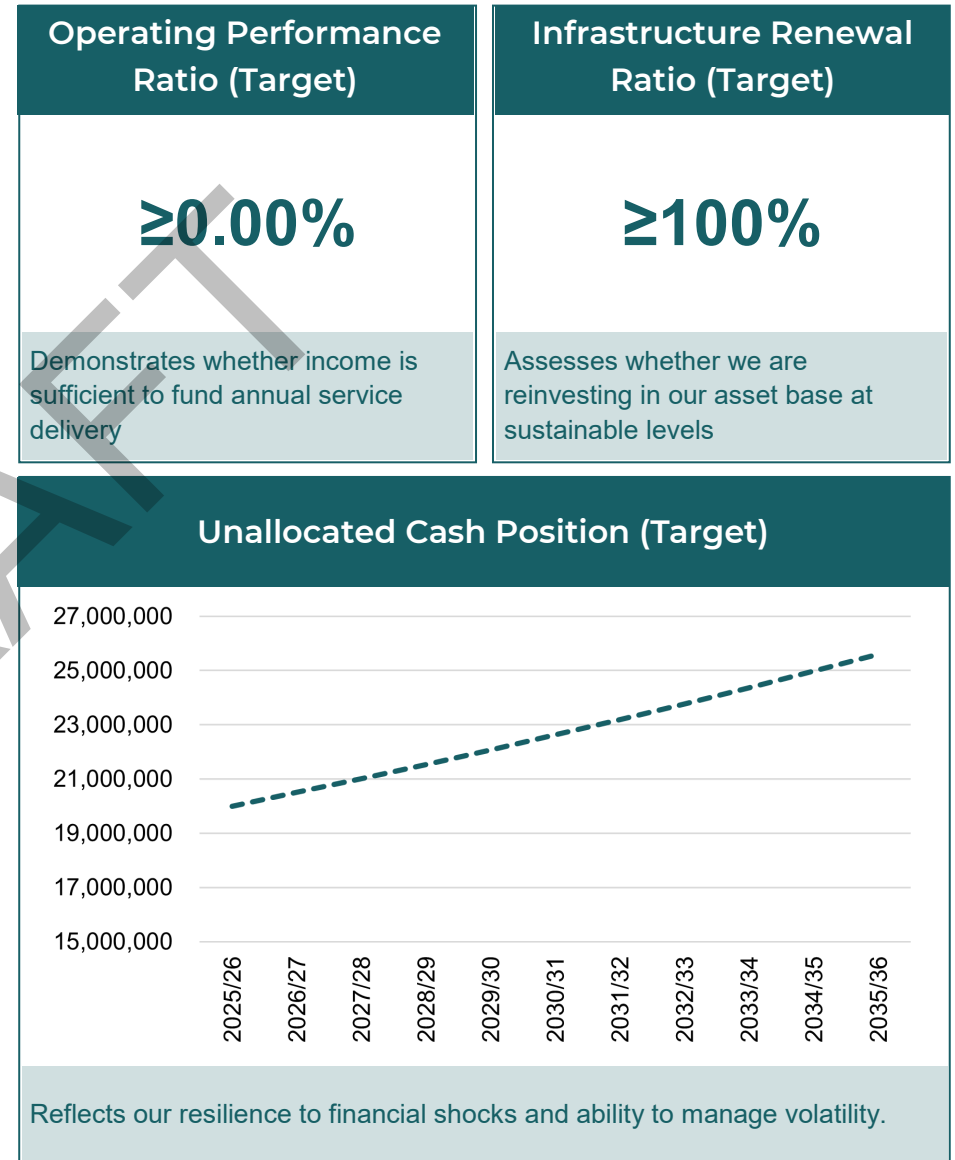 Operating Performance
Ratio (Target)
≥0.00%
Demonstrates whether income is
sufficient to fund annual service
delivery
Infrastructure Renewal
Ratio (Target)
≥100%
Assesses whether we are
reinvesting in our asset base at
sustainable levels
Unallocated Cash Position (Target)
27,000,000
25,000,000
23,000,000
21,000,000
19,000,000
17,000,000
15,000,000
2025/26
2026/27
2027/28
2028/29
2029/30
2030/31
2031/32
2032/33
2033/34
2034/35
2035/36
Reflects our resilience to financial shocks and ability to manage volatility.